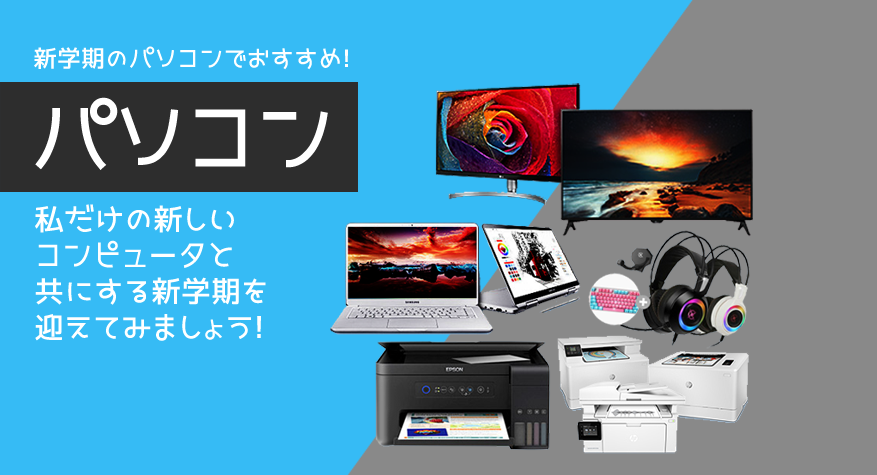 新学期のパソコンでおすすめ!
パソコン
私だけの新しい
コンピュータと
共にする新学期を
迎えてみましょう!
SAMSUNG
EPSON